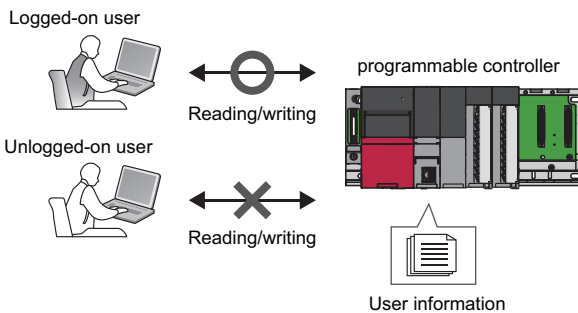 Logged-on user
programmable controller
Reading/writing
Unlogged-on user
Reading/writing
User information